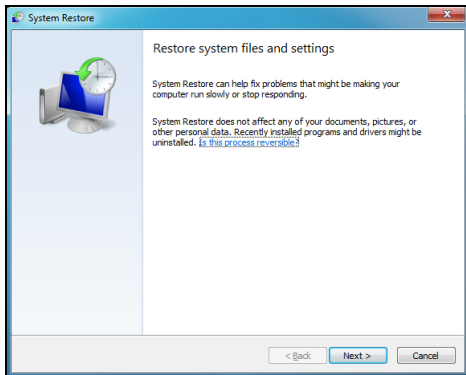 System Restore
Restore system files and settings
System Restore can help fix problems that might be making your
computer run slowly or stop responding.
System Restore does not affect any of your documents, pictures, or
other personal data. Recently installed programs and drivers might be
uninstalled. Is this process reversible?
< Back
Next >
Cancel